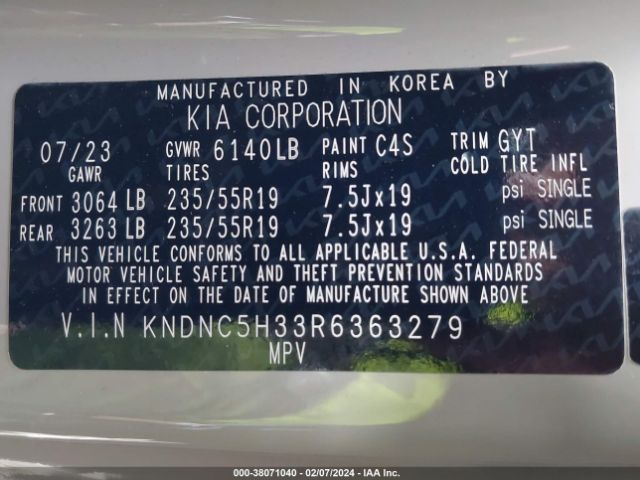 MANUFACTURED IN KOREA BY
KIA CORPORATION
07/23 GVWR 6140LB PAINT C4S TRIM GYT
GAWR TIRES RIMS COLD TIRE INFL
FRONT 3064 LB 235/55R19 7.5Jx19 psi SINGLE
REAR 3263 LB 235/55R19 7.5Jx19 psi SINGLE
THIS VEHICLE CONFORMS TO ALL APPLICABLE U.S.A. FEDERAL
MOTOR VEHICLE SAFETY AND THEFT PREVENTION STANDARDS
IN EFFECT ON THE DATE OF MANUFACTURE SHOWN ABOVE
V.I.N KNDNC5H33R6363279
MPV
000-38071040 - 02/07/2024 - IAA Inc.